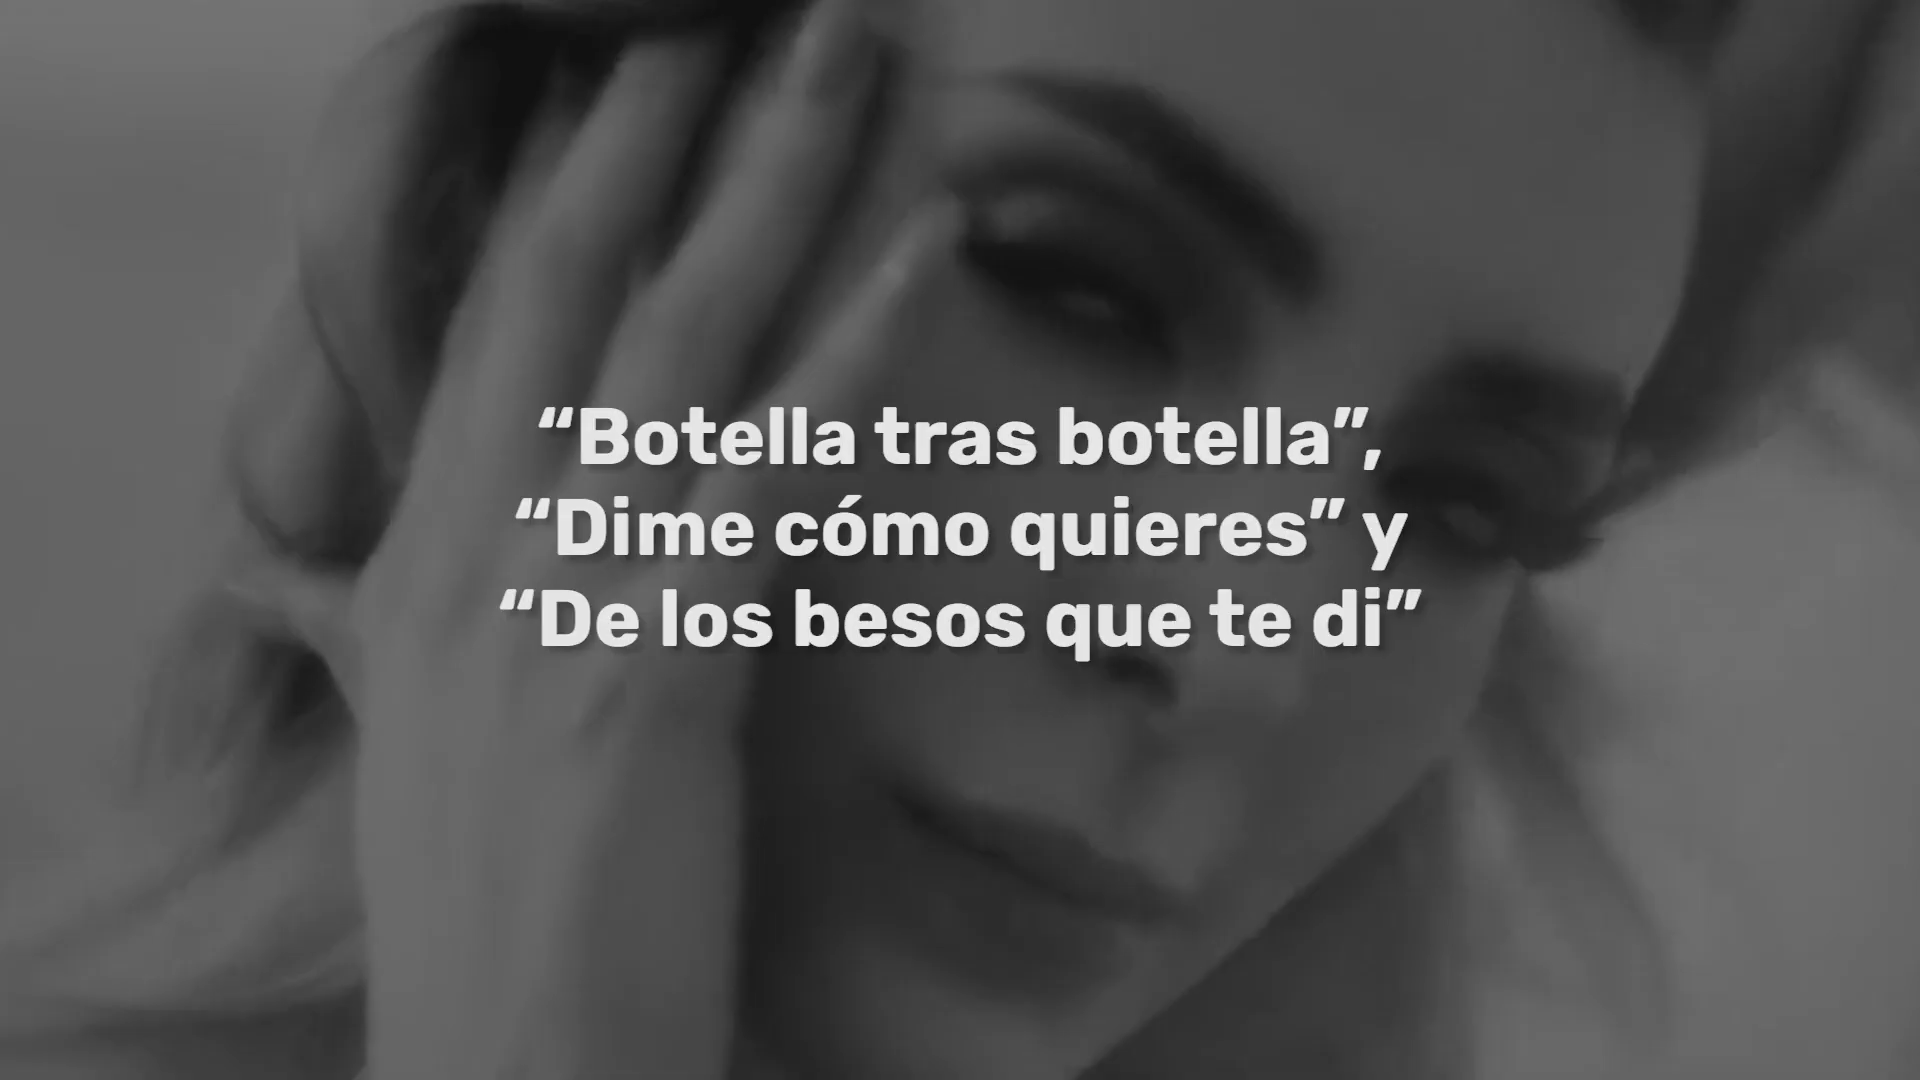 “Botella tras botella”,
“Dime cómo quieres” y
“De los besos que te di”